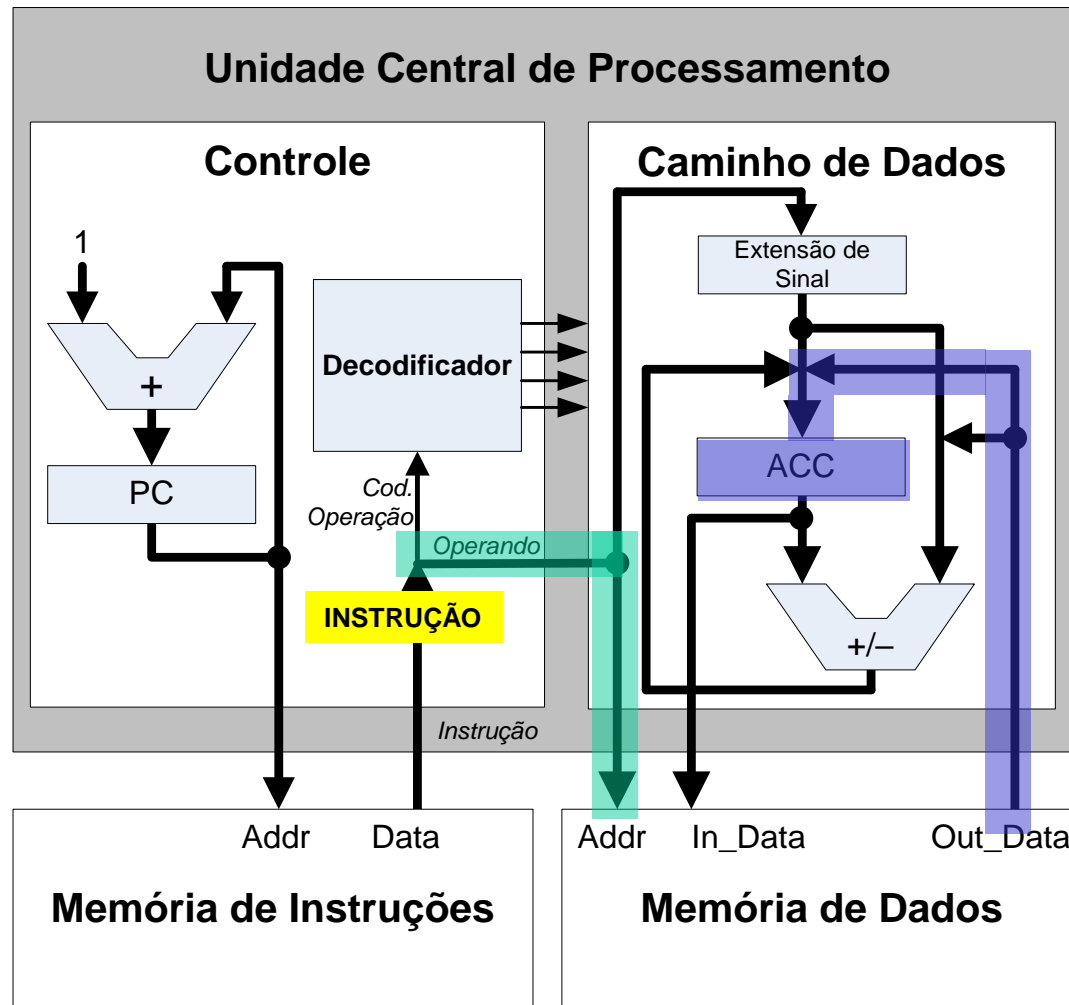 Unidade Central de Processamento
Controle
Caminho de Dados
1
+
PC
Decodificador
Cod.
Operação
Operando
INSTRUÇÃO
Instrução
Extensão de
Sinal
ACC
+/–
Addr
Data
Memória de Instruções
Addr
In_Data
Out_Data
Memória de Dados